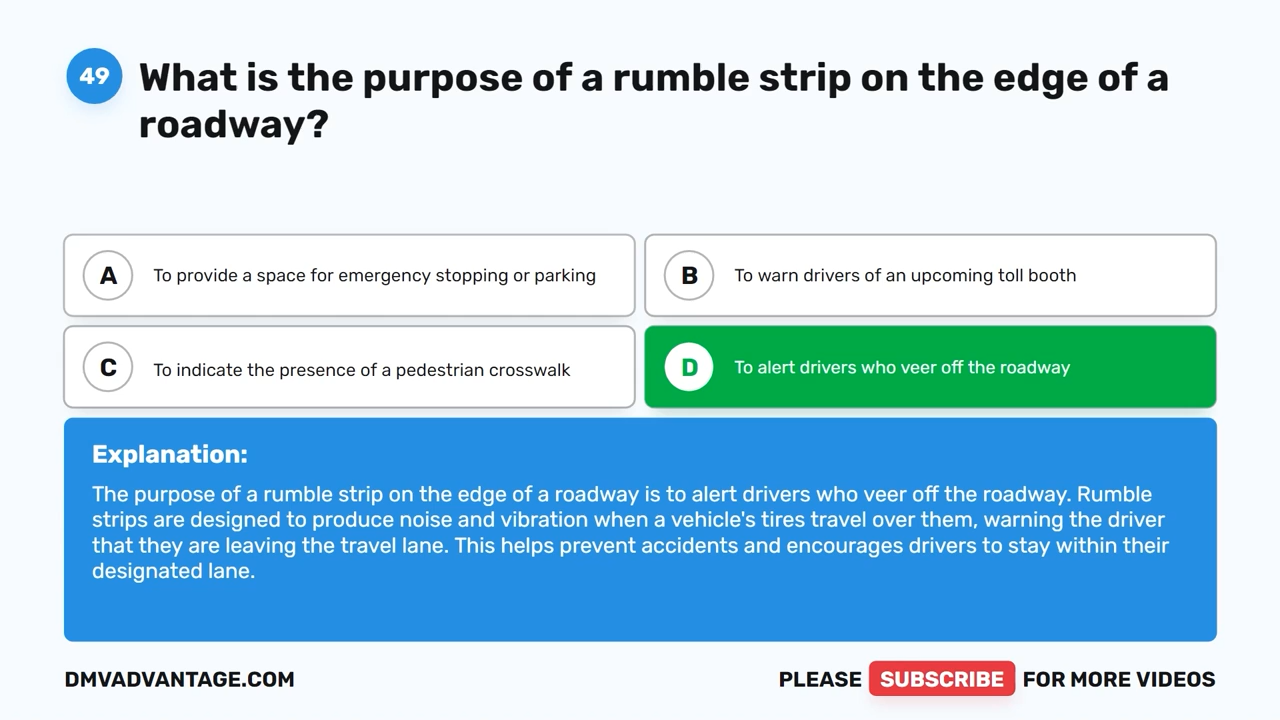 49
What is the purpose of a rumble strip on the edge of a
roadway?
A To provide a space for emergency stopping or parking
B To warn drivers of an upcoming toll booth
C To indicate the presence of a pedestrian crosswalk
D To alert drivers who veer off the roadway
Explanation:
The purpose of a rumble strip on the edge of a roadway is to alert drivers who veer off the roadway. Rumble
strips are designed to produce noise and vibration when a vehicle's tires travel over them, warning the driver
that they are leaving the travel lane. This helps prevent accidents and encourages drivers to stay within their
designated lane.
DMVADVANTAGE.COM
PLEASE SUBSCRIBE FOR MORE VIDEOS